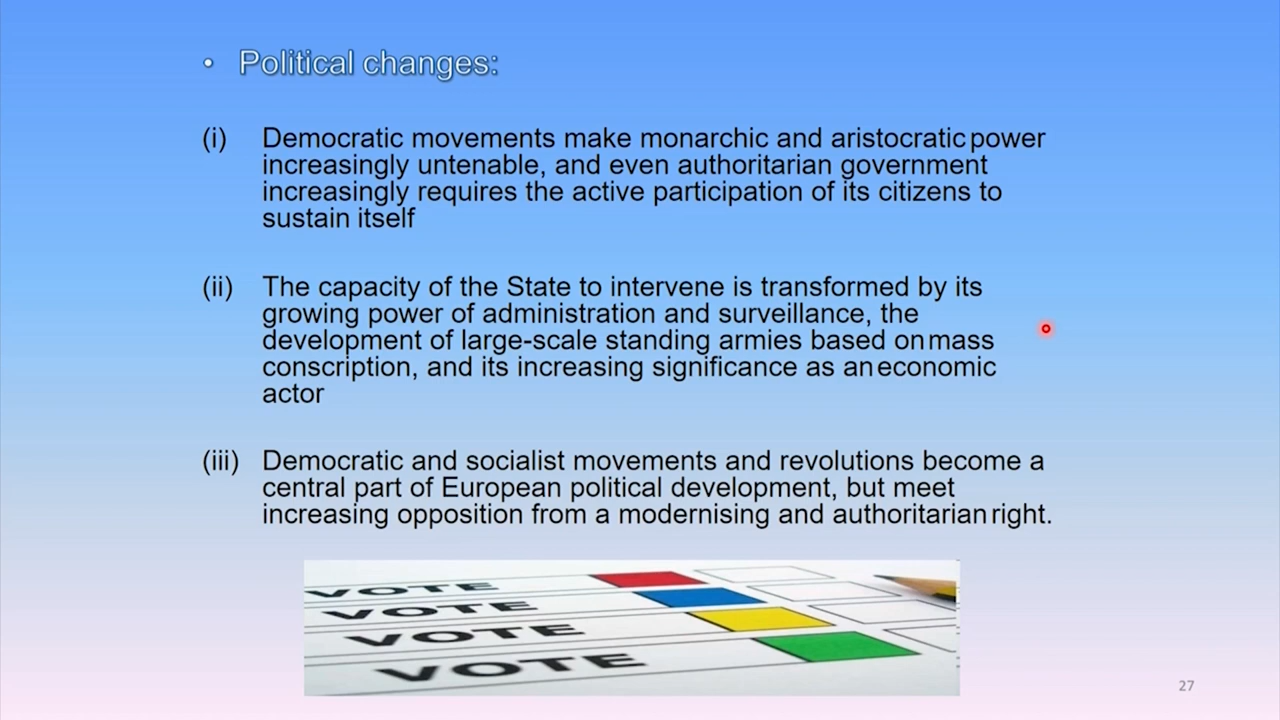 • Political changes:
(i) Democratic movements make monarchic and aristocratic power
increasingly untenable, and even authoritarian government
increasingly requires the active participation of its citizens to
sustain itself
(ii) The capacity of the State to intervene is transformed by its
growing power of administration and surveillance, the
development of large-scale standing armies based on mass
conscription, and its increasing significance as an economic
actor
(iii) Democratic and socialist movements and revolutions become a
central part of European political development, but meet
increasing opposition from a modernising and authoritarian right.
VOTE
VOTE
VOTE
VOTE
27